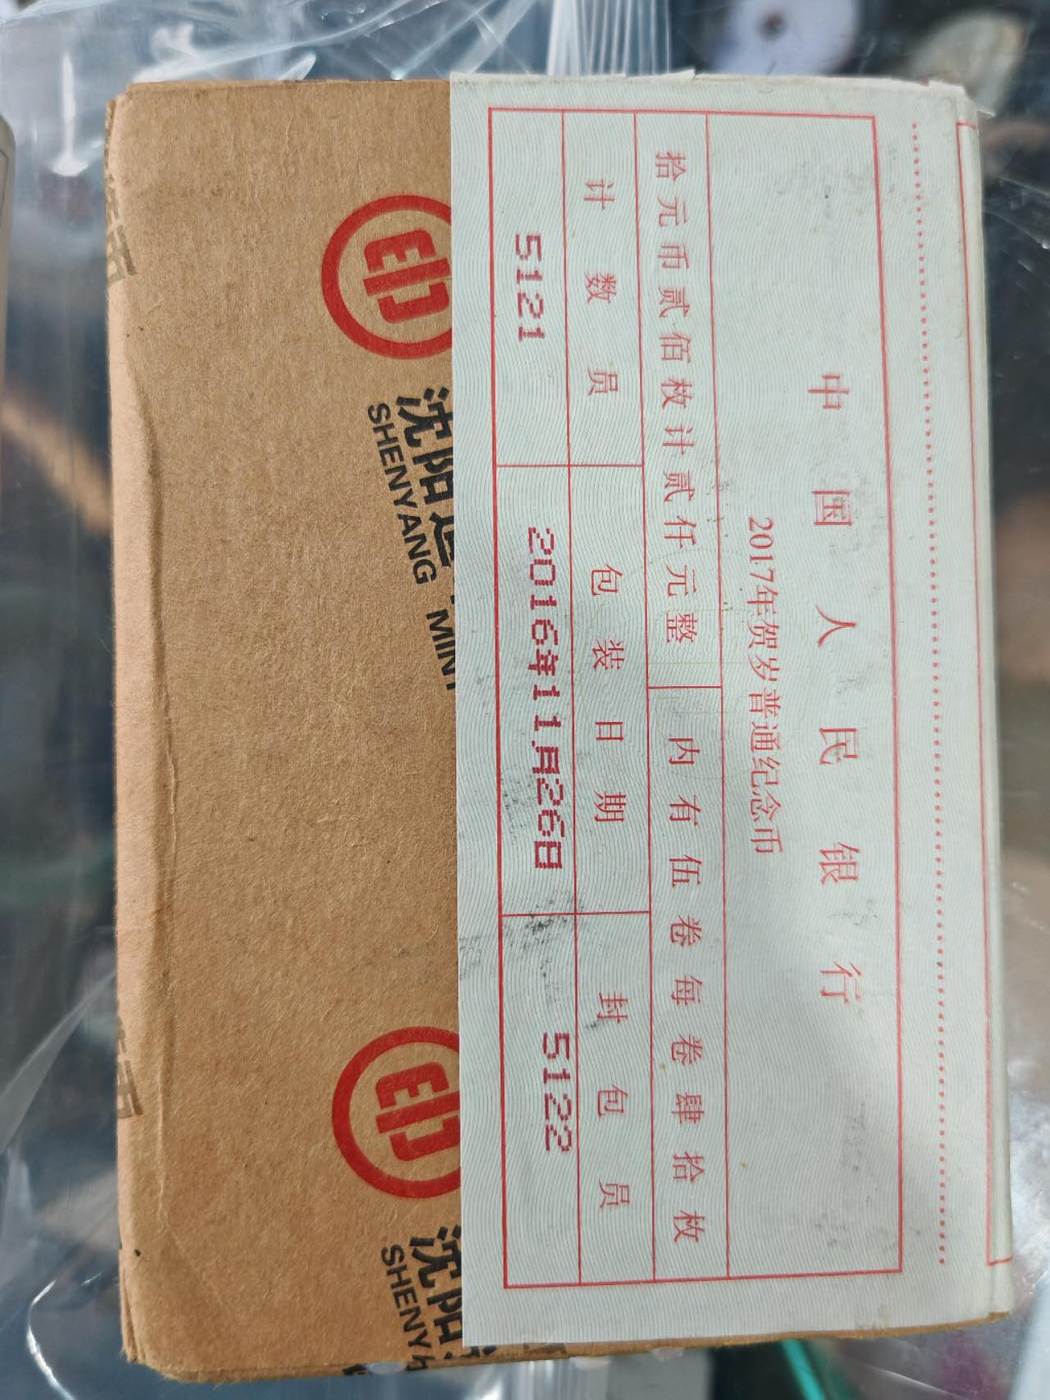 中国人民银行
2017年贺岁普通纪念币
拾元币贰佰枚计贰仟元整 内有伍卷每卷肆拾枚
计数员 包装日期 封包员
5121 2016年11月26日 5122
沈阳造
SHENYANG MINT
沈阳
SHENYA